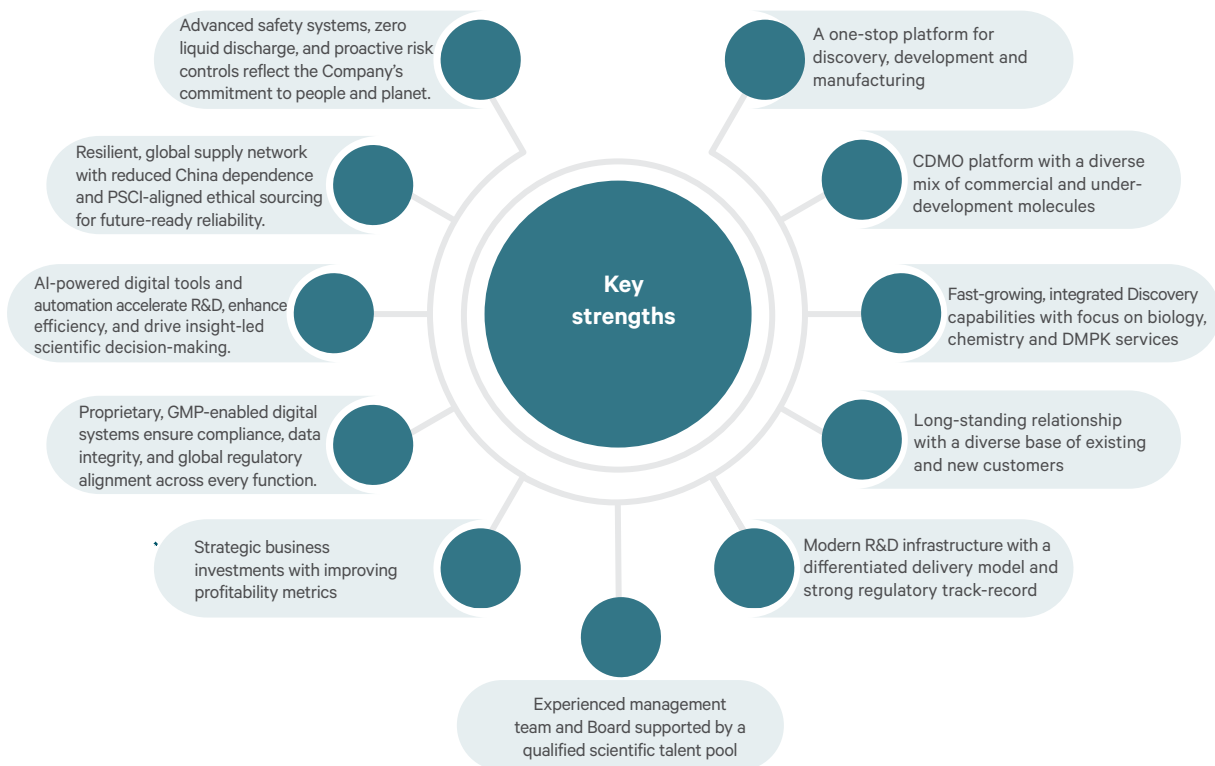 Key
strengths
A one-stop platform for
discovery, development and
manufacturing
CDMO platform with a diverse
mix of commercial and under-
development molecules
Fast-growing, integrated Discovery
capabilities with focus on biology,
chemistry and DMPK services
Long-standing relationship
with a diverse base of existing
and new customers
Modern R&D infrastructure with a
differentiated delivery model and
strong regulatory track-record
Experienced management
team and Board supported by a
qualified scientific talent pool
Strategic business
investments with improving
profitability metrics
Proprietary, GMP-enabled digital
systems ensure compliance, data
integrity, and global regulatory
alignment across every function.
AI-powered digital tools and
automation accelerate R&D, enhance
efficiency, and drive insight-led
scientific decision-making.
Resilient, global supply network
with reduced China dependence
and PSCI-aligned ethical sourcing
for future-ready reliability.
Advanced safety systems, zero
liquid discharge, and proactive risk
controls reflect the Company’s
commitment to people and planet.